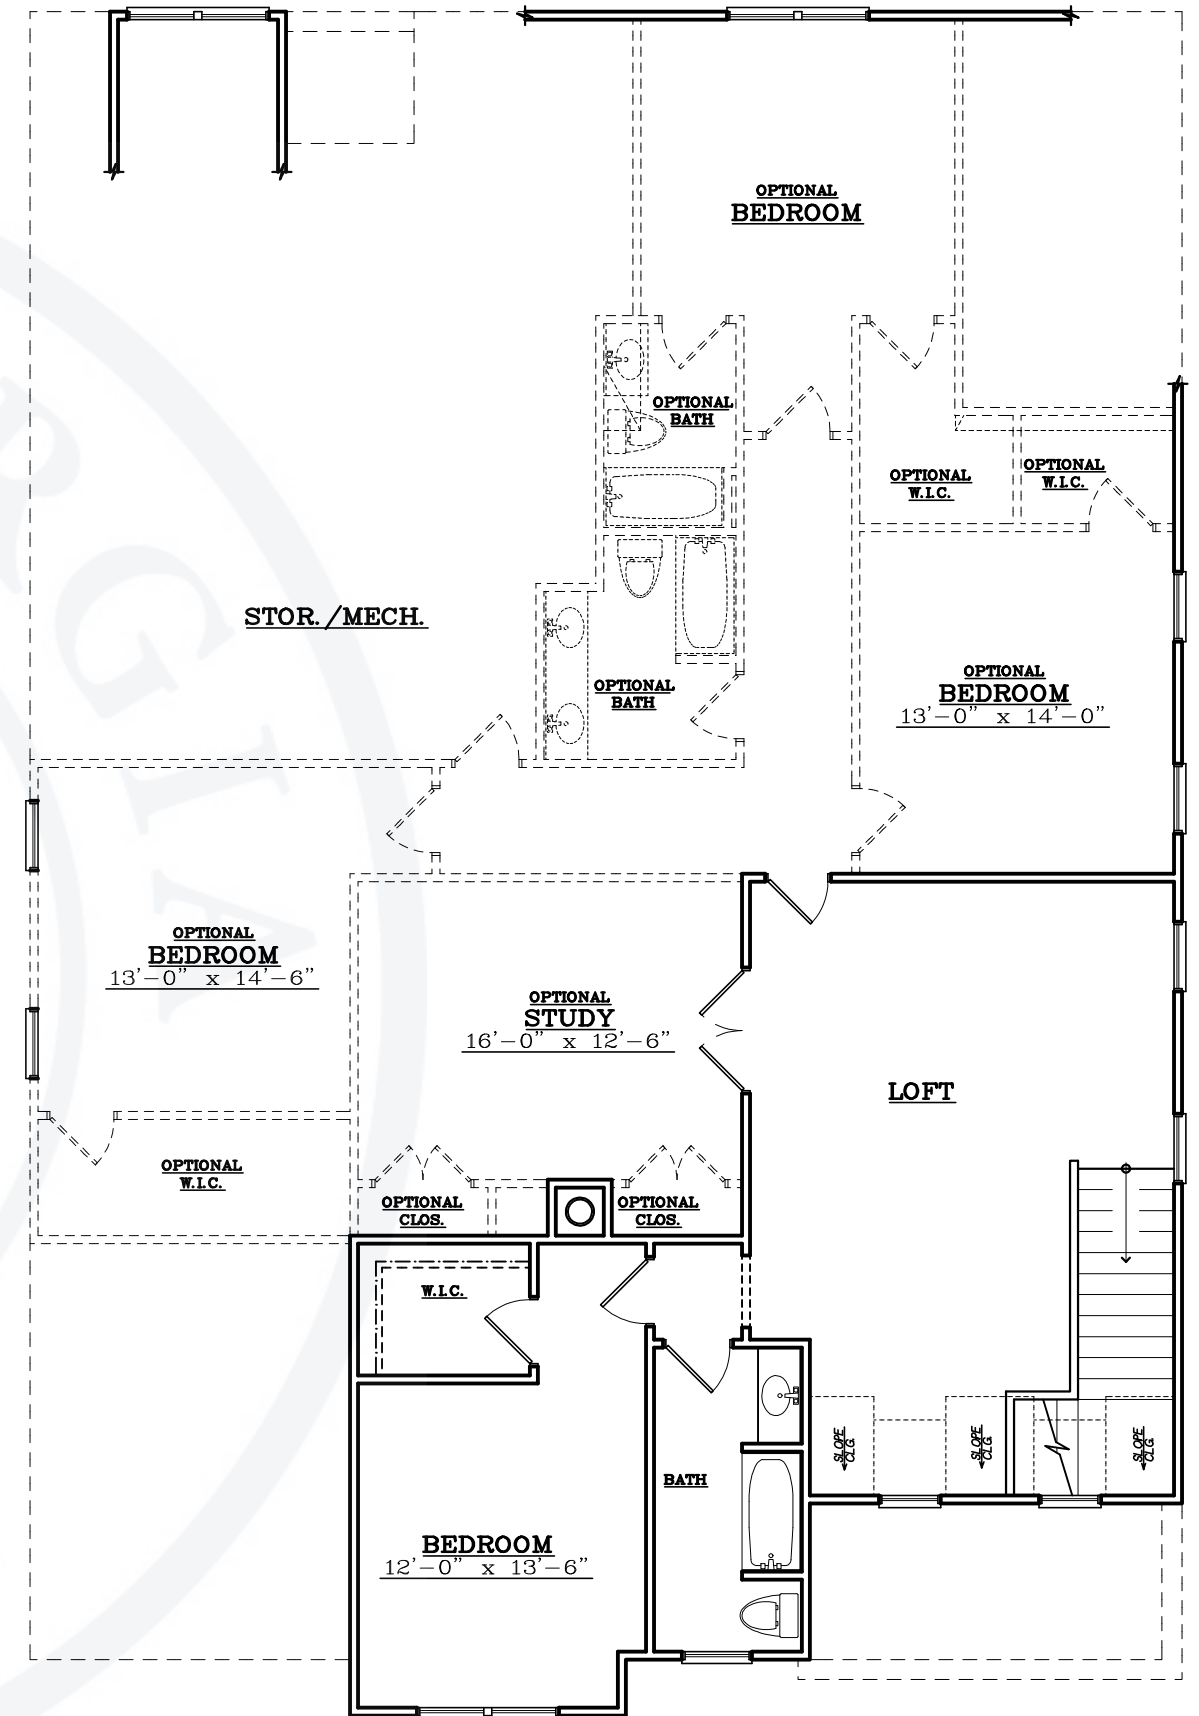 OPTIONAL
BEDROOM
OPTIONAL
BATH
OPTIONAL
W.I.C.
OPTIONAL
W.I.C.
STOR./MECH.
OPTIONAL
BATH
OPTIONAL
BEDROOM
13'-0" x 14'-0"
OPTIONAL
BEDROOM
13'-0" x 14'-6"
OPTIONAL
STUDY
16'-0" x 12'-6"
LOFT
OPTIONAL
W.I.C.
OPTIONAL
CLOS.
OPTIONAL
CLOS.
W.I.C.
SLOPE
CLG.
SLOPE
CLG.
SLOPE
CLG.
BATH
BEDROOM
12'-0" x 13'-6"
RGIA